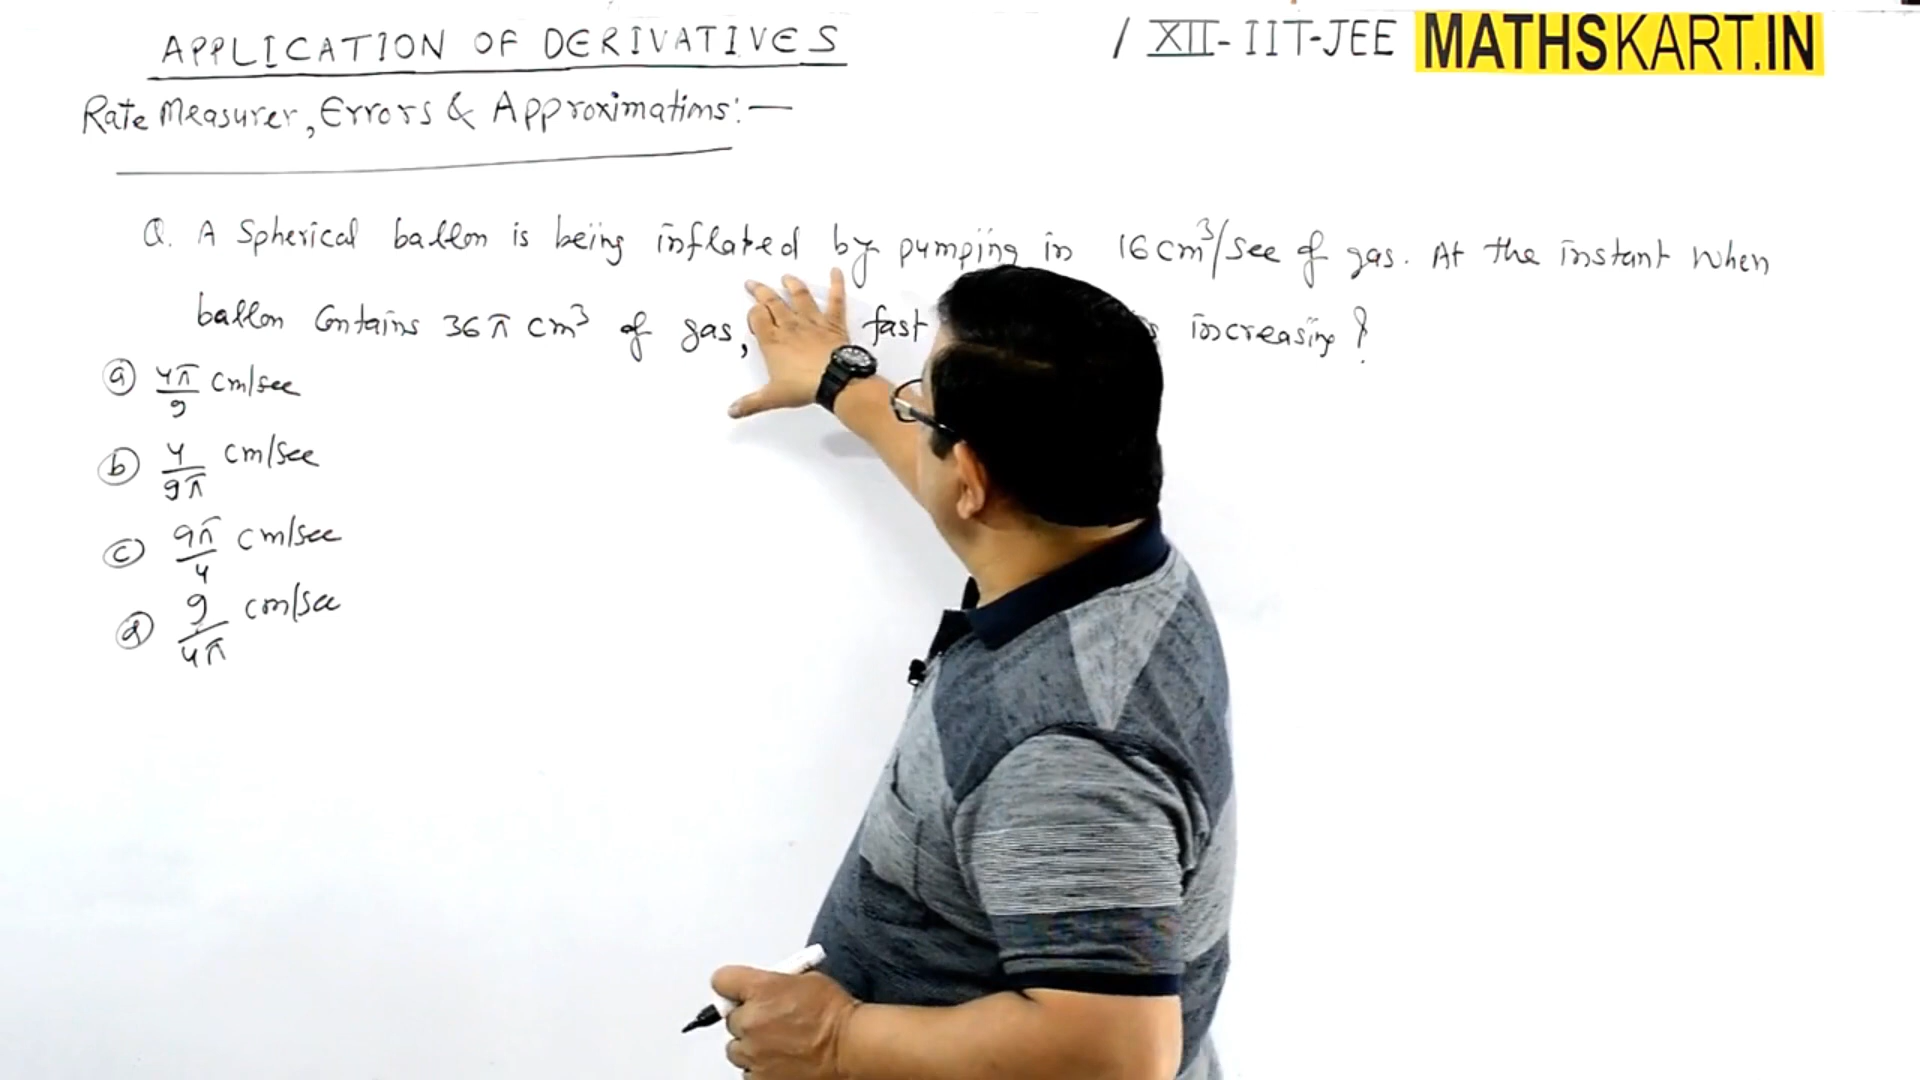 APPLICATION OF DERIVATIVES
/ XII - IIT-JEE MATHSKART.IN
Rate Measurer, Errors & Approximations:—
Q. A Spherical ballon is being inflated by pumping in 16 cm³/sec of gas. At the instant when
ballon Contains 36π cm³ of gas, fast increasing?
(a) 4π/9 cm/sec
(b) 4/9π cm/sec
(c) 9π/4 cm/sec
(d) 9/4π cm/sec